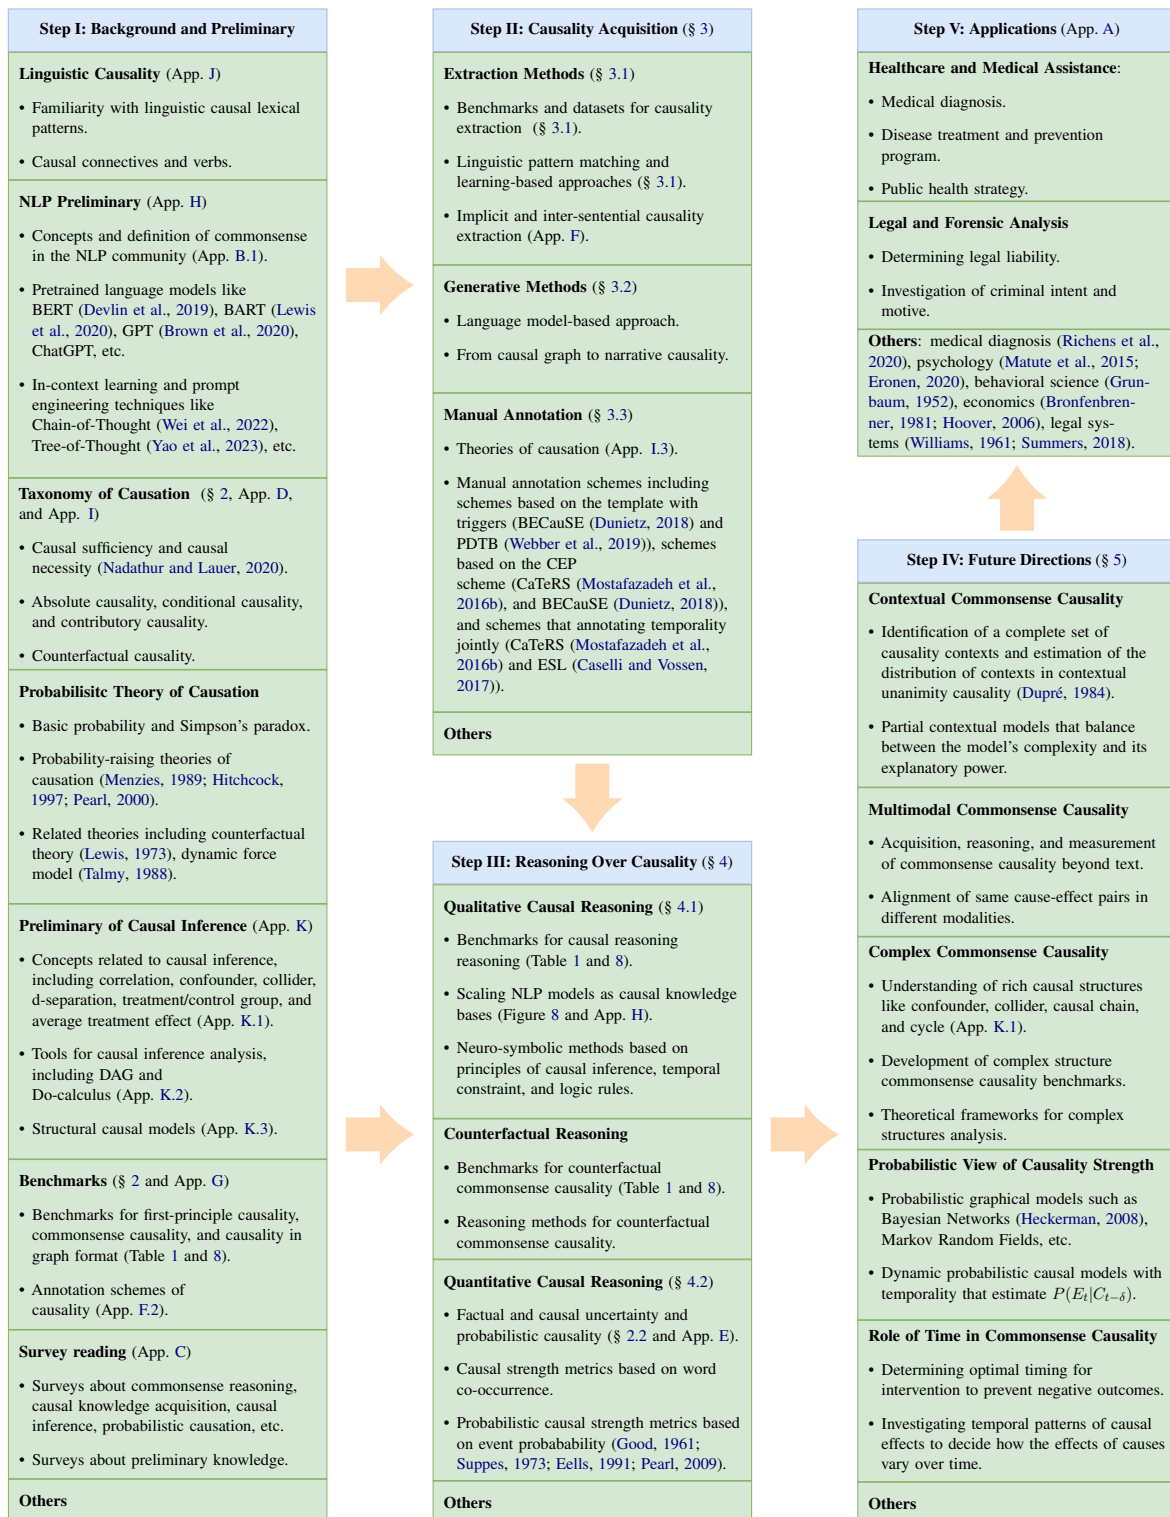 Step I: Background and Preliminary
Linguistic Causality (App. J)
• Familiarity with linguistic causal lexical
patterns.
• Causal connectives and verbs.
NLP Preliminary (App. H)
• Concepts and definition of commonsense
in the NLP community (App. B.1).
• Pretrained language models like
BERT (Devlin et al., 2019), BART (Lewis
et al., 2020), GPT (Brown et al., 2020),
ChatGPT, etc.
• In-context learning and prompt
engineering techniques like
Chain-of-Thought (Wei et al., 2022),
Tree-of-Thought (Yao et al., 2023), etc.
Taxonomy of Causation (§ 2, App. D,
and App. I)
• Causal sufficiency and causal
necessity (Nadathur and Lauer, 2020).
• Absolute causality, conditional causality,
and contributory causality.
• Counterfactual causality.
Probabilisitc Theory of Causation
• Basic probability and Simpson's paradox.
• Probability-raising theories of
causation (Menzies, 1989; Hitchcock,
1997; Pearl, 2000).
• Related theories including counterfactual
theory (Lewis, 1973), dynamic force
model (Talmy, 1988).
Preliminary of Causal Inference (App. K)
• Concepts related to causal inference,
including correlation, confounder, collider,
d-separation, treatment/control group, and
average treatment effect (App. K.1).
• Tools for causal inference analysis,
including DAG and
Do-calculus (App. K.2).
• Structural causal models (App. K.3).
Benchmarks (§ 2 and App. G)
• Benchmarks for first-principle causality,
commonsense causality, and causality in
graph format (Table 1 and 8).
• Annotation schemes of
causality (App. F.2).
Survey reading (App. C)
• Surveys about commonsense reasoning,
causal knowledge acquisition, causal
inference, probabilistic causation, etc.
• Surveys about preliminary knowledge.
Others
Step II: Causality Acquisition (§ 3)
Extraction Methods (§ 3.1)
• Benchmarks and datasets for causality
extraction (§ 3.1).
• Linguistic pattern matching and
learning-based approaches (§ 3.1).
• Implicit and inter-sentential causality
extraction (App. F).
Generative Methods (§ 3.2)
• Language model-based approach.
• From causal graph to narrative causality.
Manual Annotation (§ 3.3)
• Theories of causation (App. I.3).
• Manual annotation schemes including
schemes based on the template with
triggers (BECauSE (Dunietz, 2018) and
PDTB (Webber et al., 2019)), schemes
based on the CEP
scheme (CaTeRS (Mostafazadeh et al.,
2016b), and BECauSE (Dunietz, 2018)),
and schemes that annotating temporality
jointly (CaTeRS (Mostafazadeh et al.,
2016b) and ESL (Caselli and Vossen,
2017)).
Others
Step III: Reasoning Over Causality (§ 4)
Qualitative Causal Reasoning (§ 4.1)
• Benchmarks for causal reasoning
reasoning (Table 1 and 8).
• Scaling NLP models as causal knowledge
bases (Figure 8 and App. H).
• Neuro-symbolic methods based on
principles of causal inference, temporal
constraint, and logic rules.
Counterfactual Reasoning
• Benchmarks for counterfactual
commonsense causality (Table 1 and 8).
• Reasoning methods for counterfactual
commonsense causality.
Quantitative Causal Reasoning (§ 4.2)
• Factual and causal uncertainty and
probabilistic causality (§ 2.2 and App. E).
• Causal strength metrics based on word
co-occurrence.
• Probabilistic causal strength metrics based
on event probabability (Good, 1961;
Suppes, 1973; Eells, 1991; Pearl, 2009).
Others
Step V: Applications (App. A)
Healthcare and Medical Assistance:
• Medical diagnosis.
• Disease treatment and prevention
program.
• Public health strategy.
Legal and Forensic Analysis
• Determining legal liability.
• Investigation of criminal intent and
motive.
Others: medical diagnosis (Richens et al.,
2020), psychology (Matute et al., 2015;
Eronen, 2020), behavioral science (Grun-
baum, 1952), economics (Bronfenbren-
ner, 1981; Hoover, 2006), legal sys-
tems (Williams, 1961; Summers, 2018).
Step IV: Future Directions (§ 5)
Contextual Commonsense Causality
• Identification of a complete set of
causality contexts and estimation of the
distribution of contexts in contextual
unanimity causality (Dupré, 1984).
• Partial contextual models that balance
between the model's complexity and its
explanatory power.
Multimodal Commonsense Causality
• Acquisition, reasoning, and measurement
of commonsense causality beyond text.
• Alignment of same cause-effect pairs in
different modalities.
Complex Commonsense Causality
• Understanding of rich causal structures
like confounder, collider, causal chain,
and cycle (App. K.1).
• Development of complex structure
commonsense causality benchmarks.
• Theoretical frameworks for complex
structures analysis.
Probabilistic View of Causality Strength
• Probabilistic graphical models such as
Bayesian Networks (Heckerman, 2008),
Markov Random Fields, etc.
• Dynamic probabilistic causal models with
temporality that estimate P(E_t|C_{t−δ}).
Role of Time in Commonsense Causality
• Determining optimal timing for
intervention to prevent negative outcomes.
• Investigating temporal patterns of causal
effects to decide how the effects of causes
vary over time.
Others